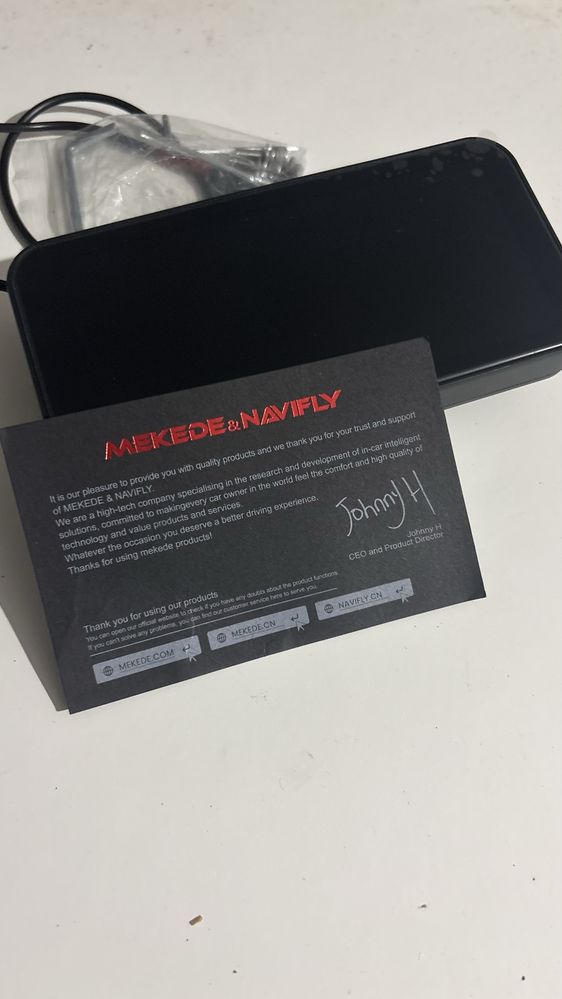 MEKEDE & NAVIFLY
It is our pleasure to provide you with quality products and we thank you for your trust and support
of MEKEDE & NAVIFLY.
We are a high-tech company specialising in the research and development of in-car intelligent
solutions, committed to makingevery car owner in the world feel the comfort and high quality of
technology and value products and services.
Whatever the occasion you deserve a better driving experience.
Thanks for using mekede products!
Johnny H
Johnny H
CEO and Product Director
Thank you for using our products
You can open our official website to check if you have any doubts about the product functions.
If you can't solve any problems, you can find our customer service here to serve you.
MEKEDE.COM
MEKEDE.CN
NAVIFLY.CN